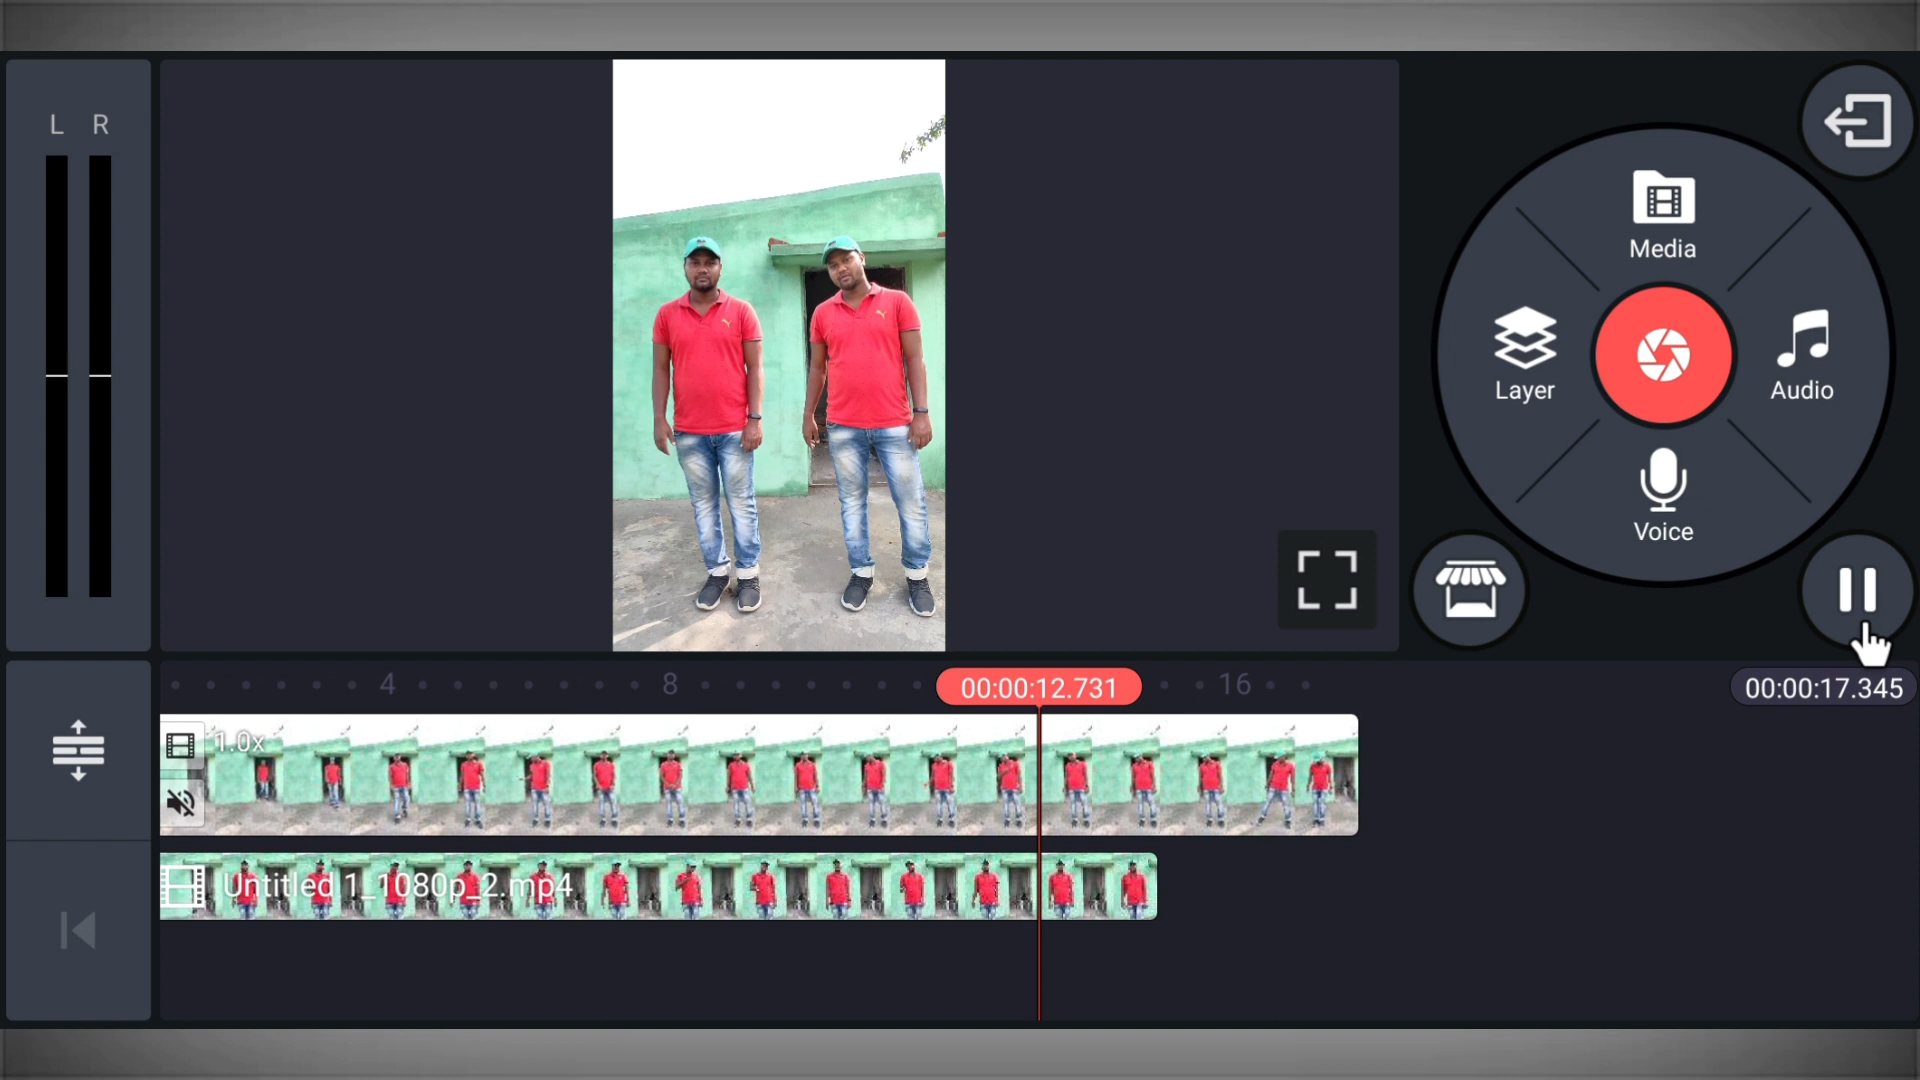 L R
Media
Layer
Audio
Voice
4
8
00:00:12.731
16
00:00:17.345
1.0x
Untitled 1_1080p_2.mp4